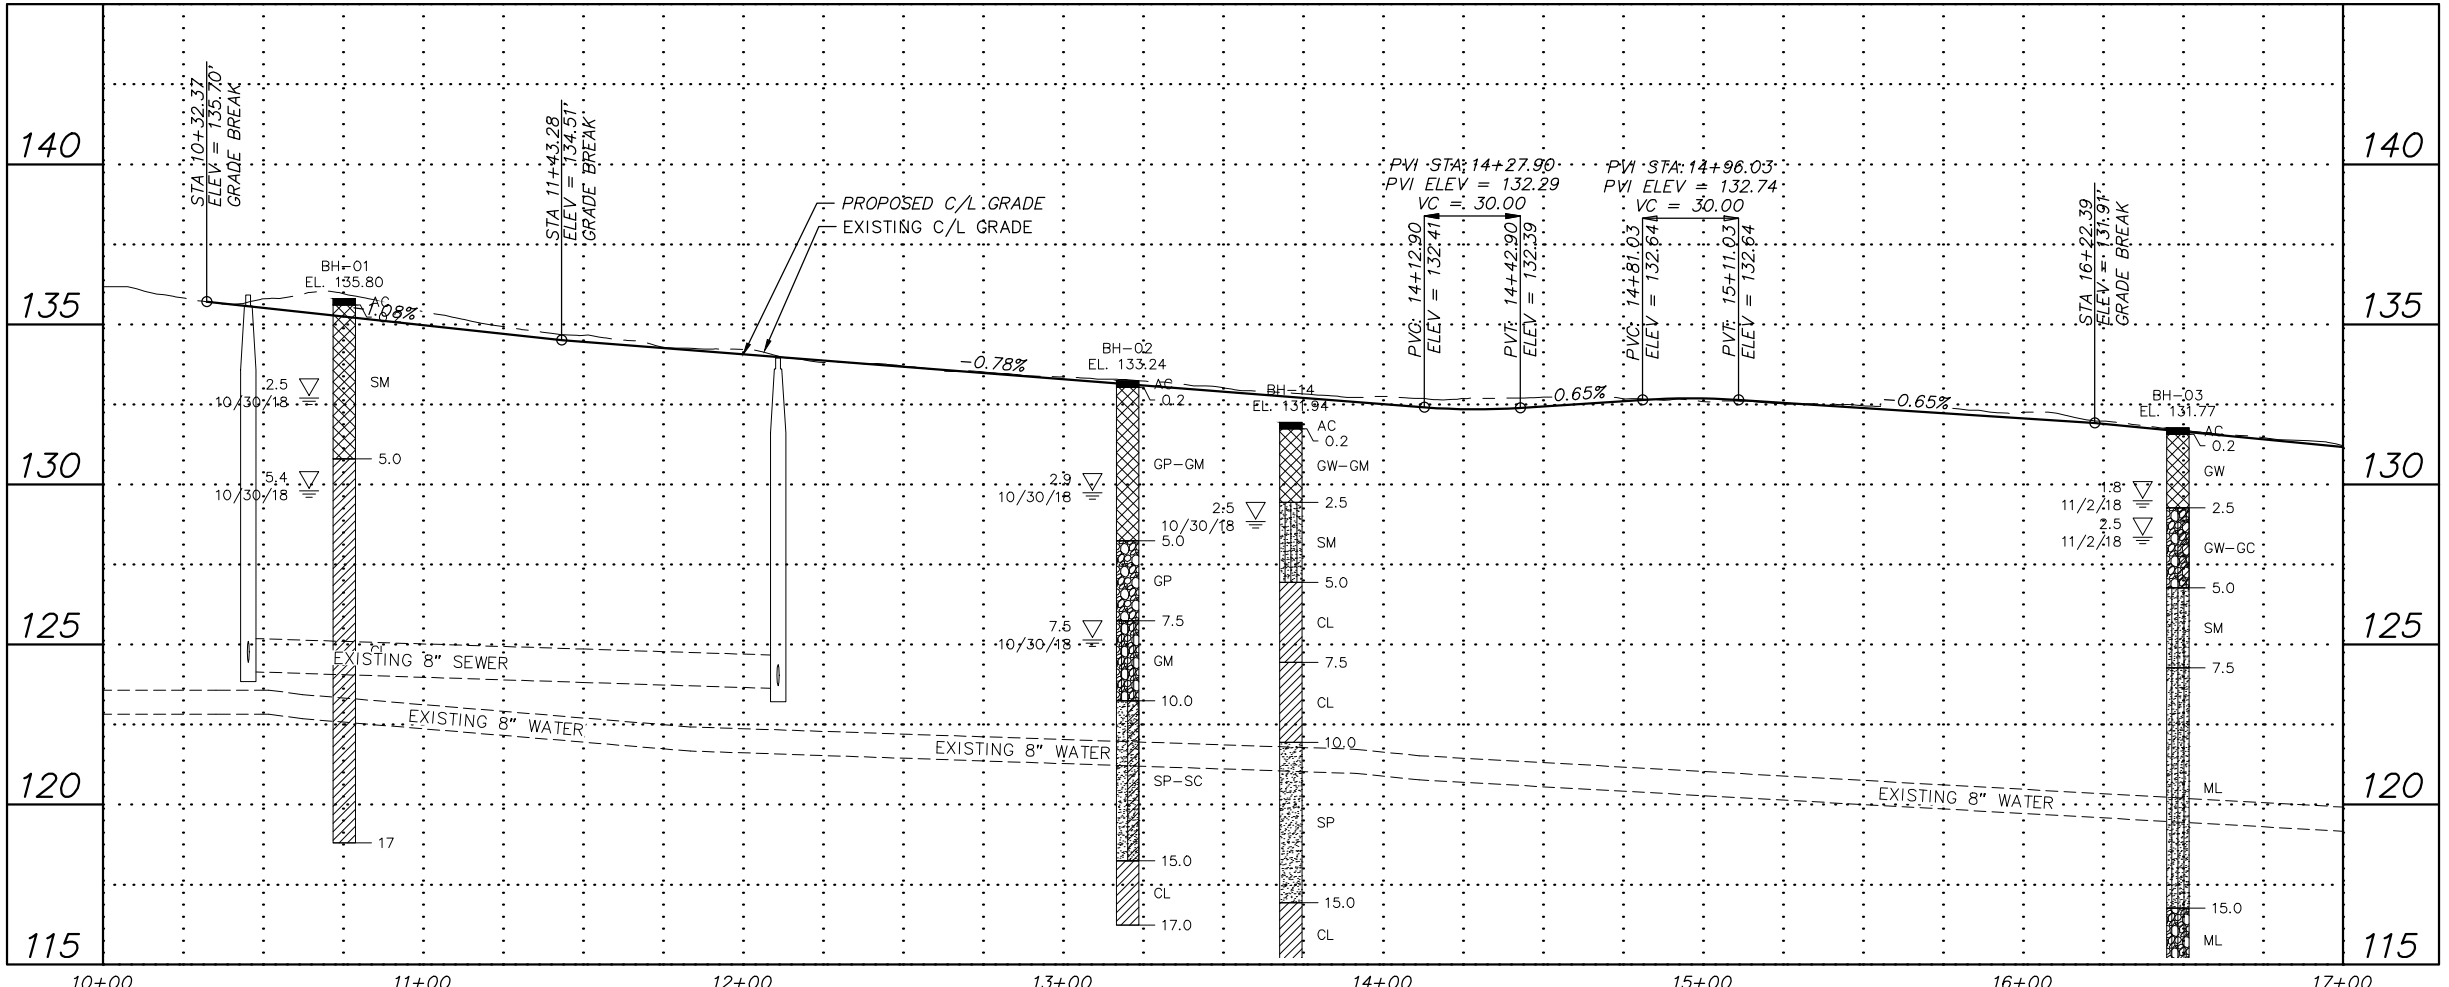 STA 10+32.37
ELEV = 135.70'
GRADE BREAK
STA 11+43.28
ELEV = 134.51'
GRADE BREAK
PROPOSED C/L GRADE
EXISTING C/L GRADE
PVI STA: 14+27.90
PVI ELEV = 132.29
VC = 30.00
PVC: 14+12.90
ELEV = 132.41
PVT: 14+42.90
ELEV = 132.39
PVI STA: 14+96.03
PVI ELEV = 132.74
VC = 30.00
PVC: 14+81.03
ELEV = 132.64
PVT: 15+11.03
ELEV = 132.64
STA 16+22.39
ELEV = 131.91'
GRADE BREAK
140
135
130
125
120
115
140
135
130
125
120
115
BH-01
EL. 135.80
AC
1.08%
SM
2.5
10/30/18
5.0
5.4
10/30/18
CL
17
-0.78%
BH-02
EL. 133.24
AC
0.2
GP-GM
2.9
10/30/18
5.0
GP
7.5
7.5
10/30/18
GM
10.0
SP-SC
15.0
CL
17.0
BH-14
EL. 131.94
AC
0.2
GW-GM
2.5
2.5
10/30/18
SM
5.0
CL
7.5
CL
10.0
SP
15.0
CL
0.65%
-0.65%
BH-03
EL. 131.77
AC
0.2
GW
1.8
11/2/18
2.5
2.5
11/2/18
GW-GC
5.0
SM
7.5
ML
15.0
ML
EXISTING 8" SEWER
EXISTING 8" WATER
EXISTING 8" WATER
EXISTING 8" WATER
10+00
11+00
12+00
13+00
14+00
15+00
16+00
17+00